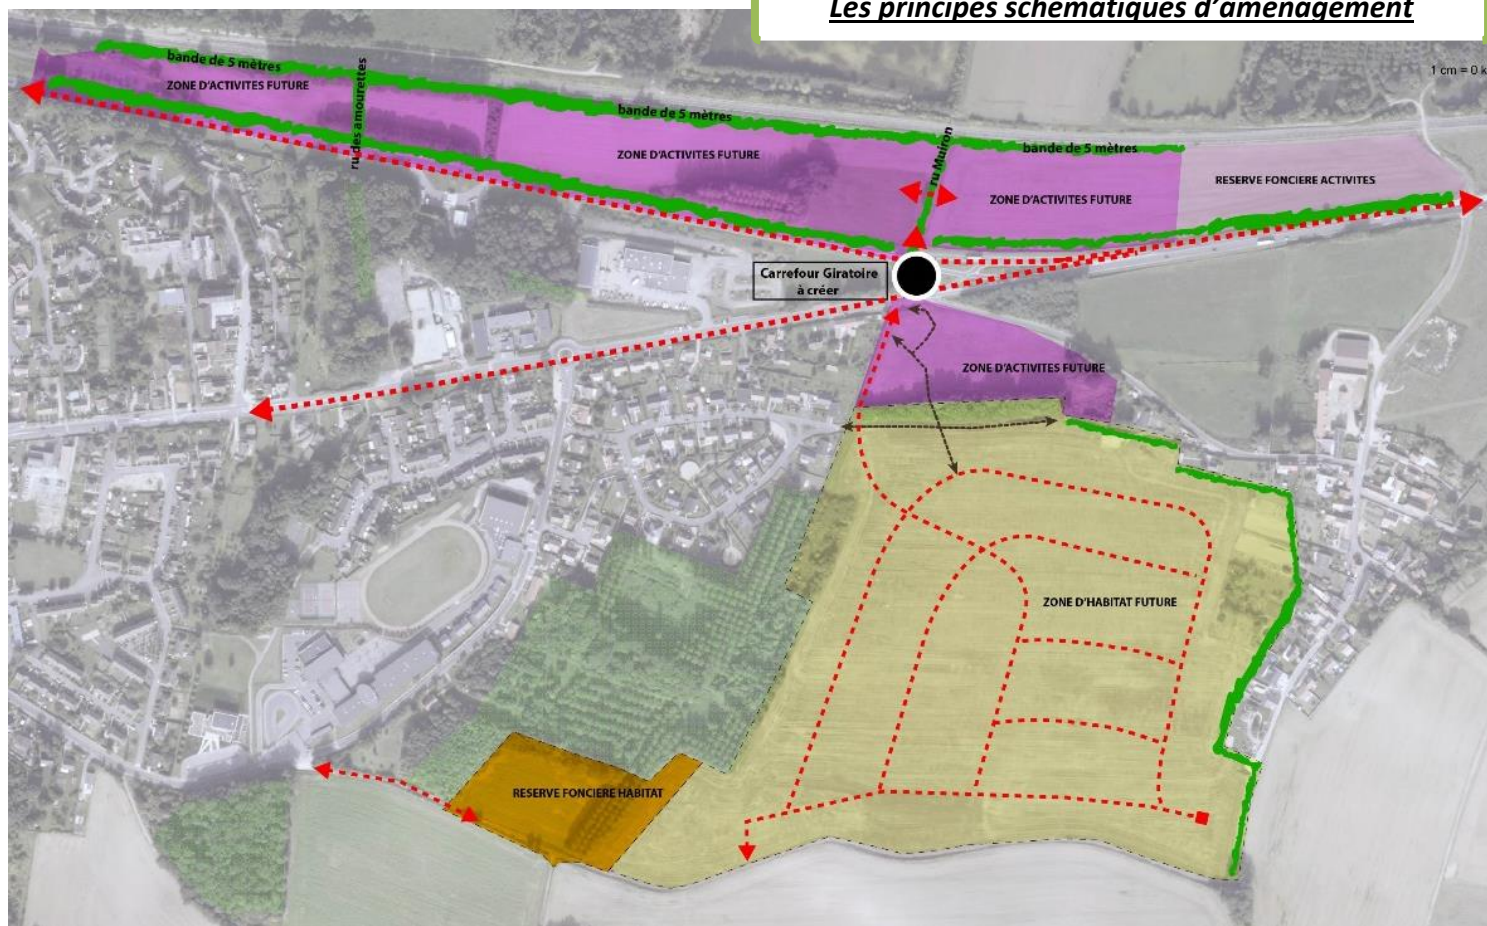 Les principes schématiques d'aménagement
1 cm = 0 k
bande de 5 mètres
ZONE D'ACTIVITES FUTURE
ru des amourettes
bande de 5 mètres
ZONE D'ACTIVITES FUTURE
ru Muiron
bande de 5 mètres
ZONE D'ACTIVITES FUTURE
RESERVE FONCIERE ACTIVITES
Carrefour Giratoire
à créer
ZONE D'ACTIVITES FUTURE
ZONE D'HABITAT FUTURE
RESERVE FONCIERE HABITAT